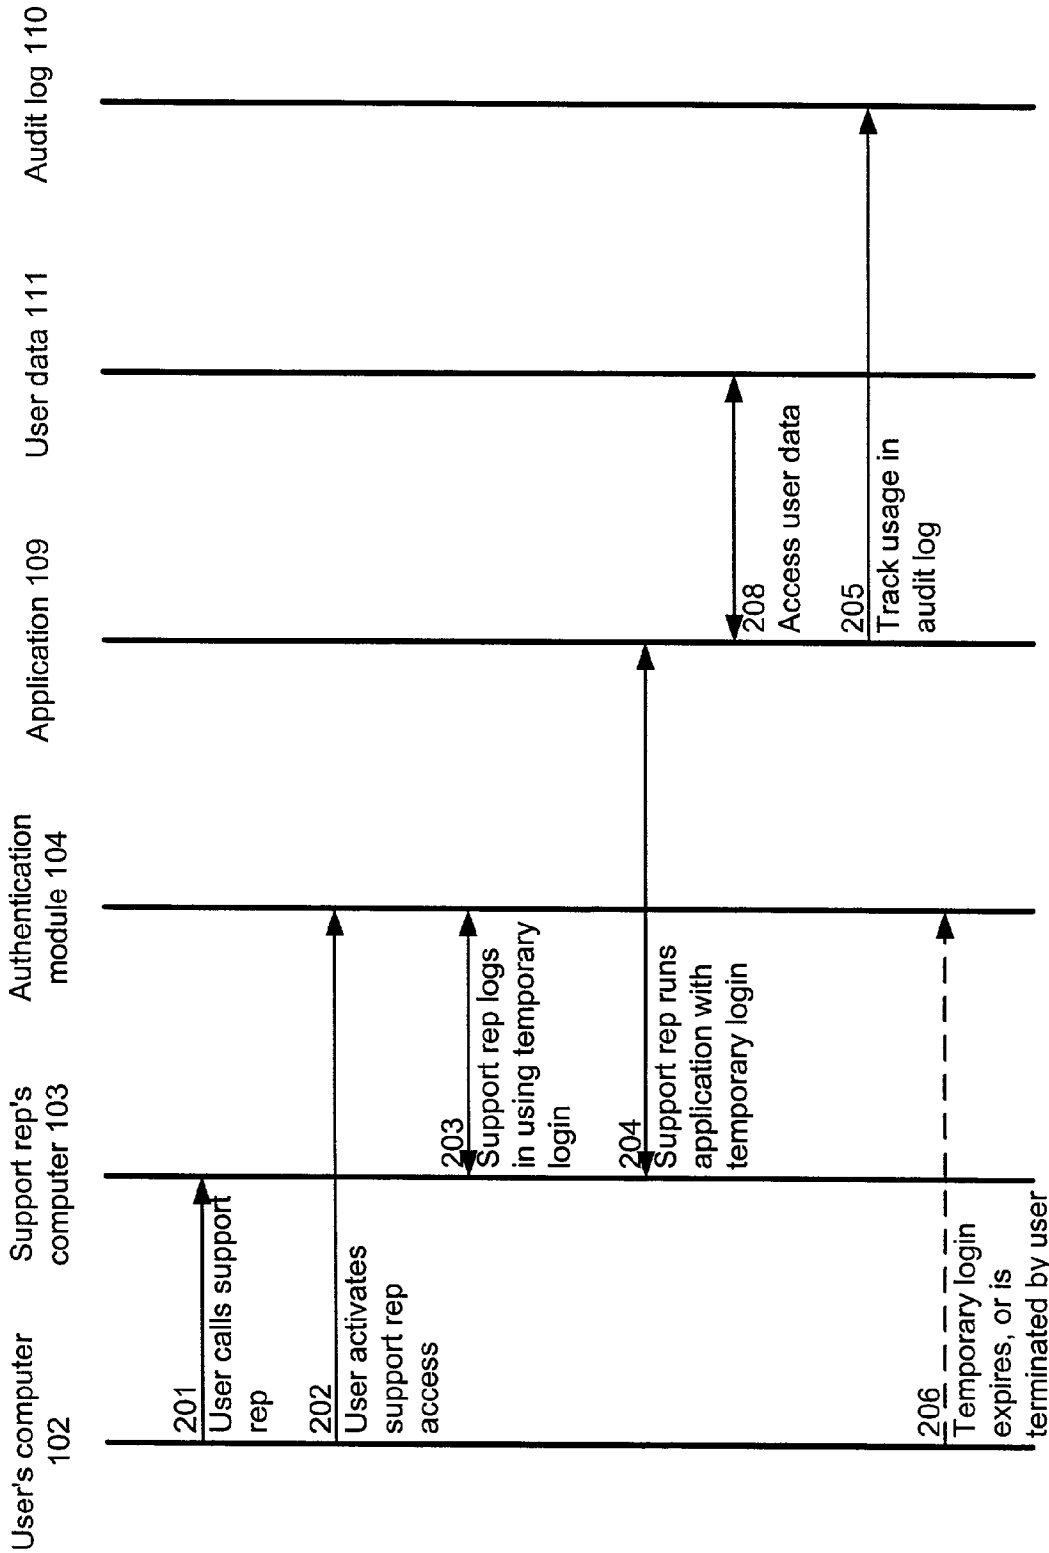 User's computer
102
Support rep's
computer 103
Authentication
module 104
Application 109
User data 111
Audit log 110
201
User calls support
rep
202
User activates
support rep
access
203
Support rep logs
in using temporary
login
204
Support rep runs
application with
temporary login
208
Access user data
205
Track usage in
audit log
206
Temporary login
expires, or is
terminated by user